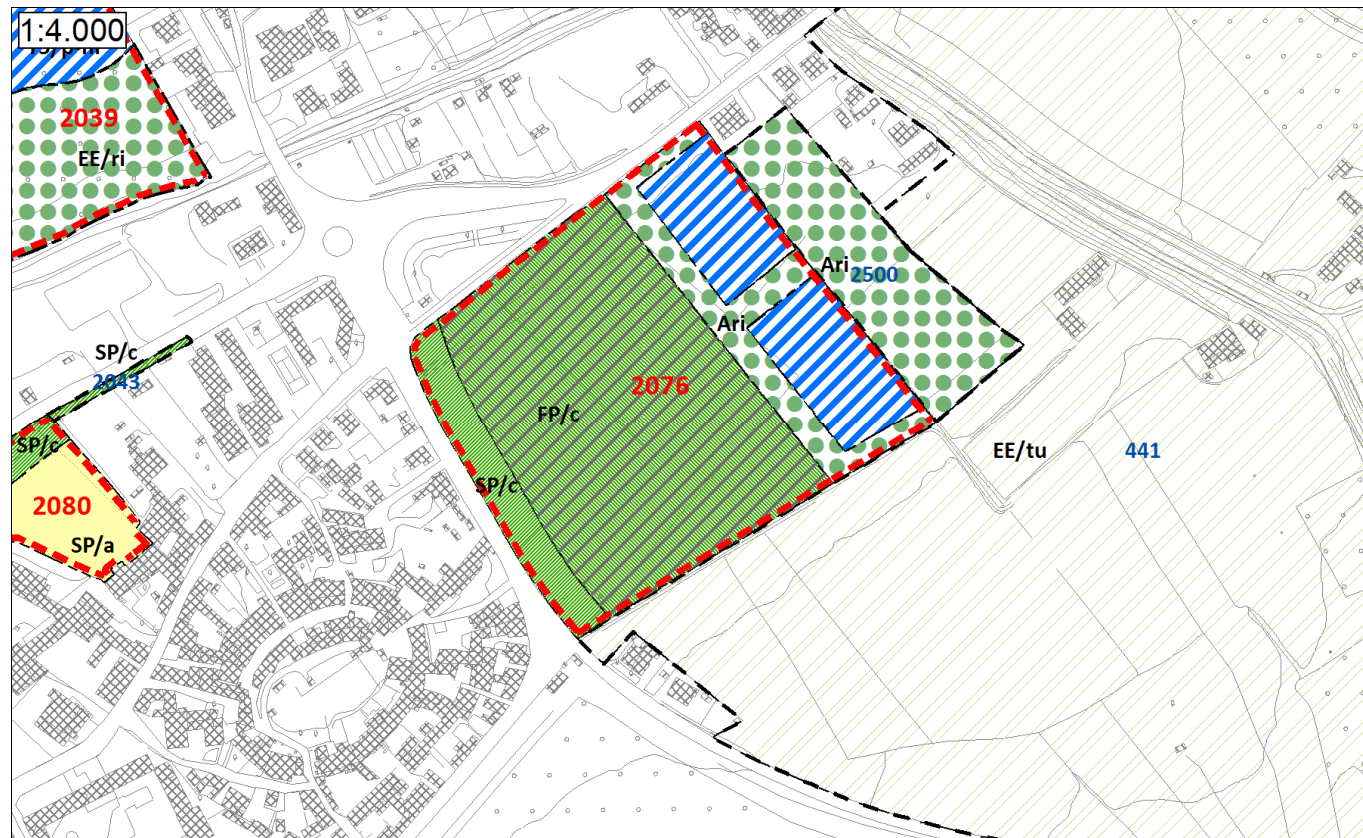 1:4.000
2039
EE/ri
Ari
2500
Ari
SP/c
2043
2076
FP/c
SP/c
EE/tu
441
SP/c
2080
SP/a